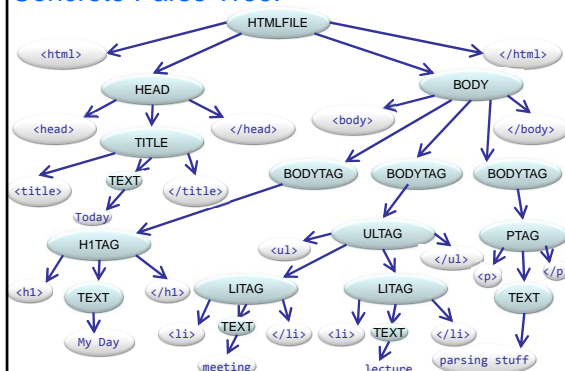 Concrete Parse Tree:
HTMLFILE
<html>
</html>
HEAD
BODY
<head>
</head>
<body>
</body>
TITLE
<title>
TEXT
</title>
BODYTAG
BODYTAG
BODYTAG
Today
H1TAG
ULTAG
PTAG
<ul>
</ul>
<p>
</p
<h1>
</h1>
TEXT
LITAG
LITAG
TEXT
<li>
TEXT
</li>
<li>
TEXT
</li>
My Day
meeting
lecture
parsing stuff